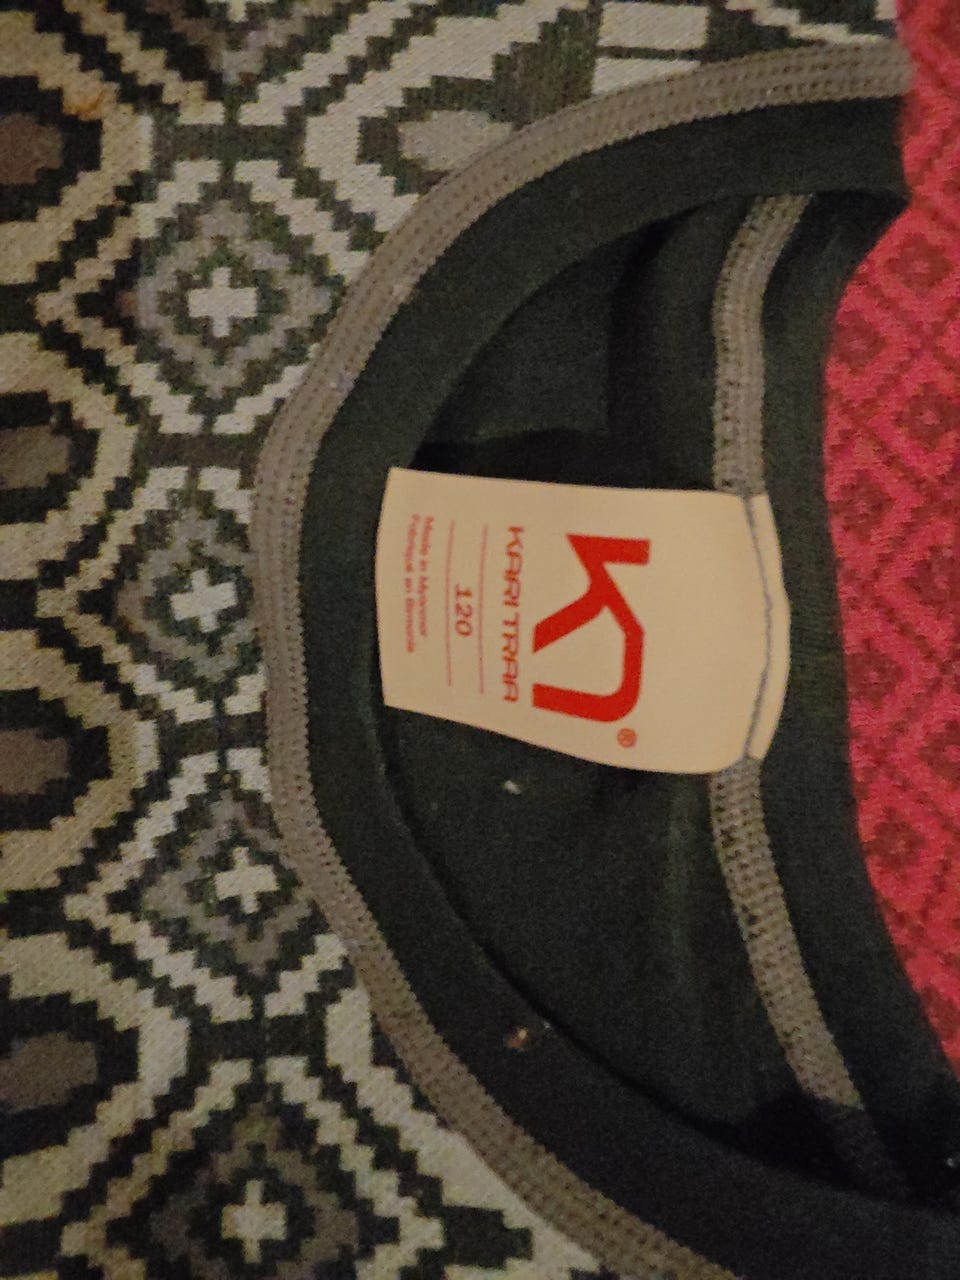 ®
KARI TRAA
120
Made in Myanmar
Fabriqué en Birmanie